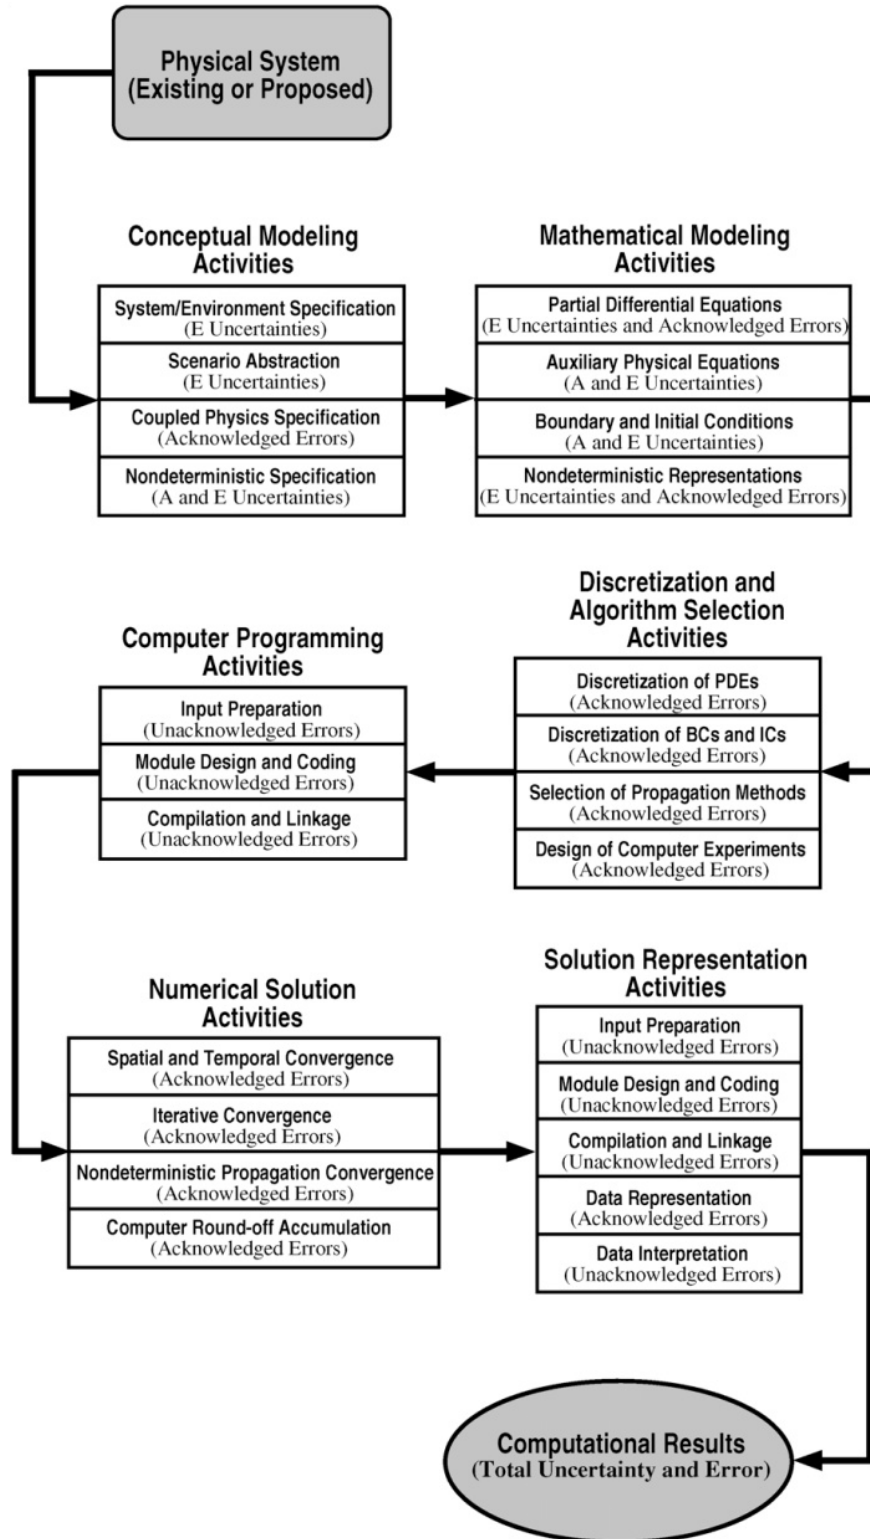 Physical System
(Existing or Proposed)
Conceptual Modeling
Activities
System/Environment Specification
(E Uncertainties)
Scenario Abstraction
(E Uncertainties)
Coupled Physics Specification
(Acknowledged Errors)
Nondeterministic Specification
(A and E Uncertainties)
Mathematical Modeling
Activities
Partial Differential Equations
(E Uncertainties and Acknowledged Errors)
Auxiliary Physical Equations
(A and E Uncertainties)
Boundary and Initial Conditions
(A and E Uncertainties)
Nondeterministic Representations
(E Uncertainties and Acknowledged Errors)
Discretization and
Algorithm Selection
Activities
Discretization of PDEs
(Acknowledged Errors)
Discretization of BCs and ICs
(Acknowledged Errors)
Selection of Propagation Methods
(Acknowledged Errors)
Design of Computer Experiments
(Acknowledged Errors)
Computer Programming
Activities
Input Preparation
(Unacknowledged Errors)
Module Design and Coding
(Unacknowledged Errors)
Compilation and Linkage
(Unacknowledged Errors)
Numerical Solution
Activities
Spatial and Temporal Convergence
(Acknowledged Errors)
Iterative Convergence
(Acknowledged Errors)
Nondeterministic Propagation Convergence
(Acknowledged Errors)
Computer Round-off Accumulation
(Acknowledged Errors)
Solution Representation
Activities
Input Preparation
(Unacknowledged Errors)
Module Design and Coding
(Unacknowledged Errors)
Compilation and Linkage
(Unacknowledged Errors)
Data Representation
(Acknowledged Errors)
Data Interpretation
(Unacknowledged Errors)
Computational Results
(Total Uncertainty and Error)